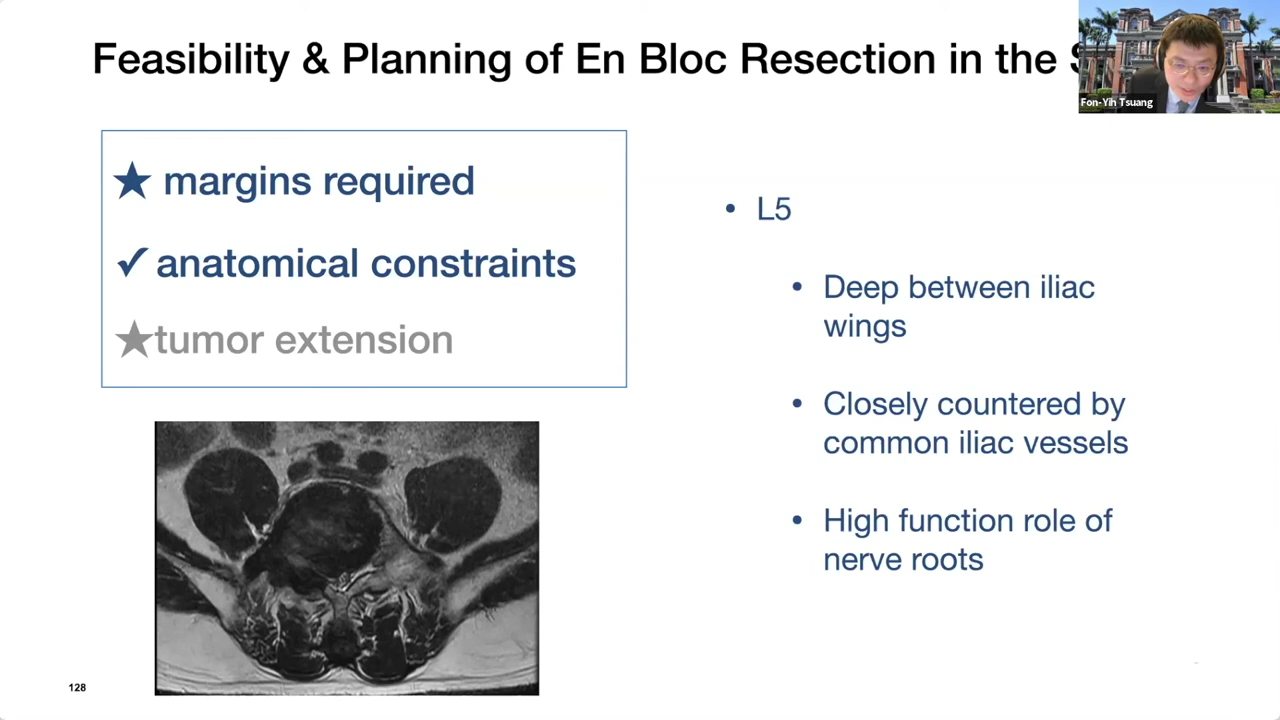 Feasibility & Planning of En Bloc Resection in the
Fon-Yih Tsuang
★ margins required
✓ anatomical constraints
★tumor extension
• L5
• Deep between iliac
wings
• Closely countered by
common iliac vessels
• High function role of
nerve roots
128